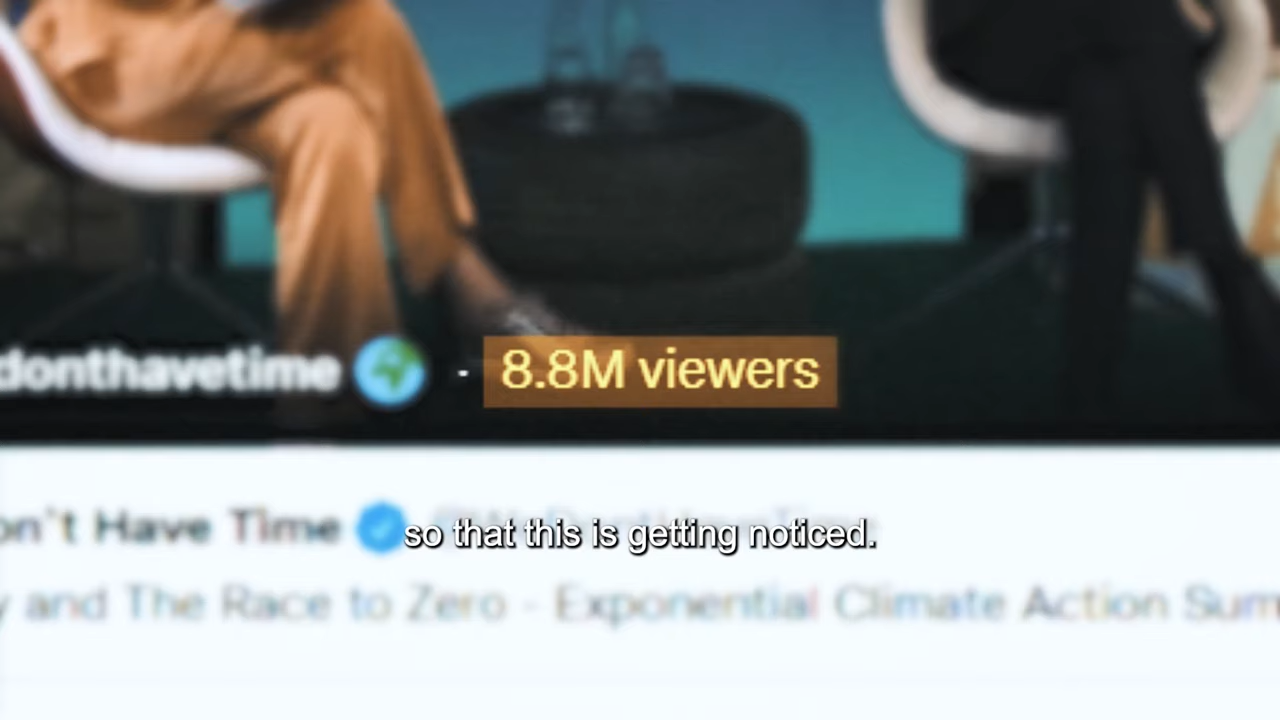 donthavetime · 8.8M viewers
on't Have Time
so that this is getting noticed.
y and The Race to Zero - Exponential Climate Action Sum